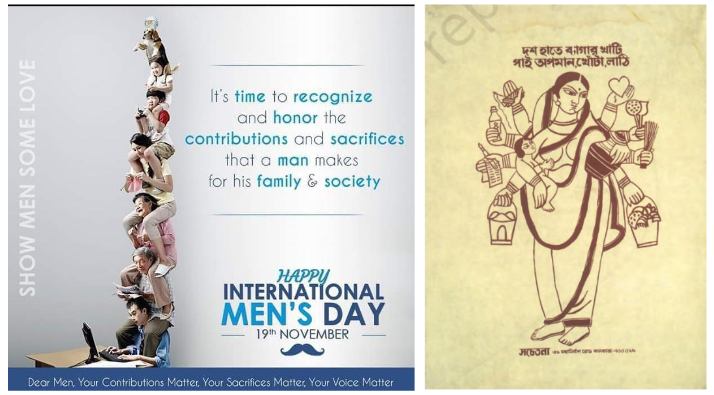 SHOW MEN SOME LOVE
It's time to recognize
and honor the
contributions and sacrifices
that a man makes
for his family & society
HAPPY
INTERNATIONAL
MEN'S DAY
19th NOVEMBER
Dear Men, Your Contributions Matter, Your Sacrifices Matter, Your Voice Matter
rep
দশ হাতে ব্যাগার খাটি
পাই অপমান, খোঁটা, লাঠি
সচেতনা